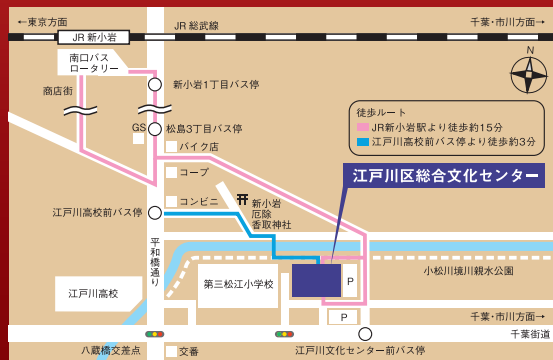 ←東京方面
JR 総武線
千葉・市川方面→
JR 新小岩
南口バス
ロータリー
N
新小岩1丁目バス停
商店街
徒歩ルート
JR新小岩駅より徒歩約15分
江戸川高校前バス停より徒歩約3分
GS
松島3丁目バス停
バイク店
コープ
江戸川区総合文化センター
コンビニ
新小岩
厄除
香取神社
江戸川高校前バス停
平和橋通り
小松川境川親水公園
第三松江小学校
P
江戸川高校
P
千葉・市川方面→
千葉街道
八蔵橋交差点
交番
江戸川文化センター前バス停